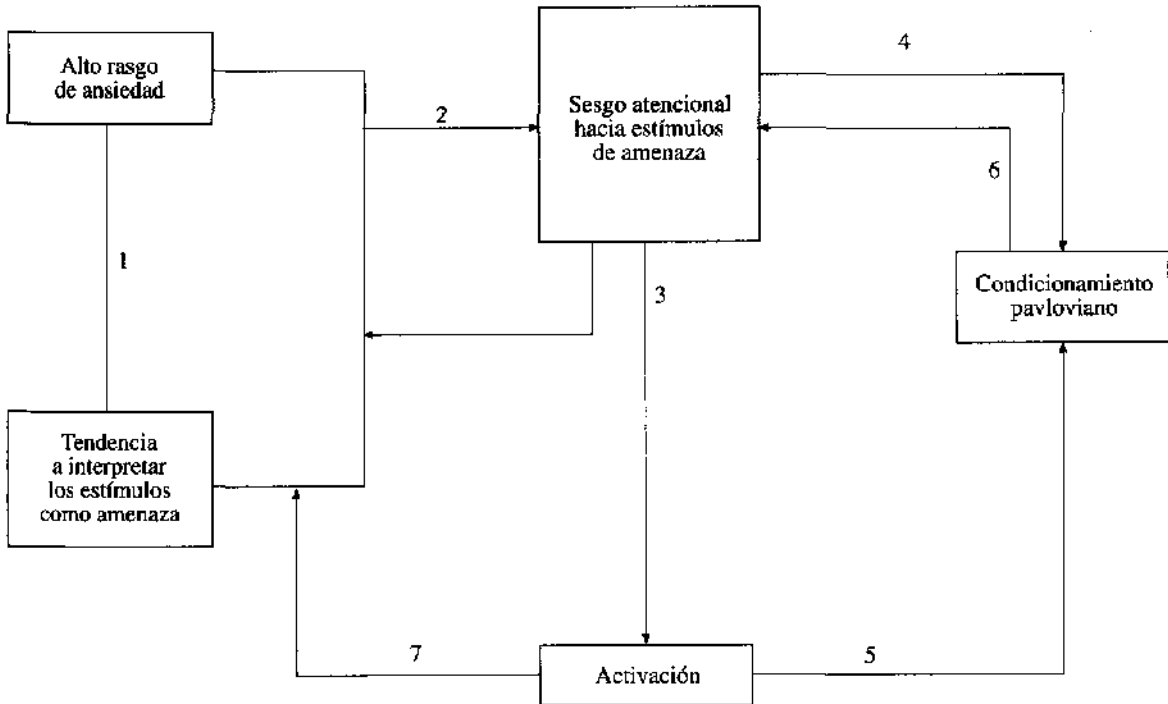 Alto rasgo
de ansiedad
1
Tendencia
a interpretar
los estímulos
como amenaza
2
Sesgo atencional
hacia estímulos
de amenaza
3
4
6
Condicionamiento
pavloviano
7
Activación
5